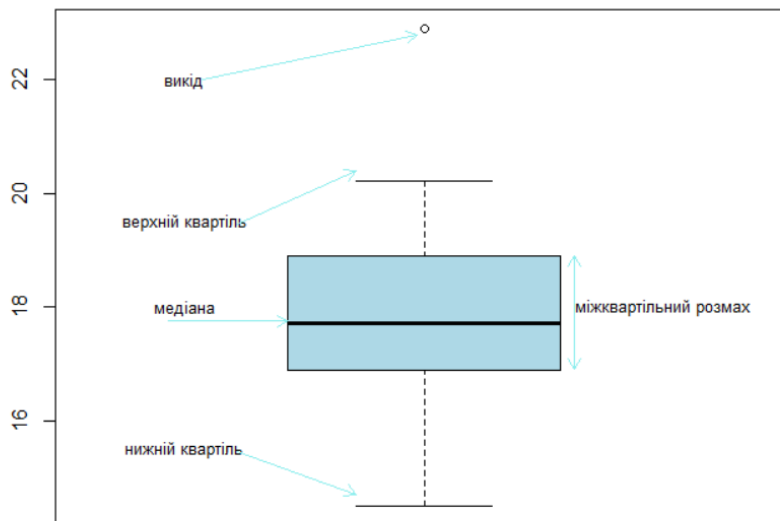 22
викід
20
верхній квартіль
18
медіана
міжквартільний розмах
16
нижній квартіль